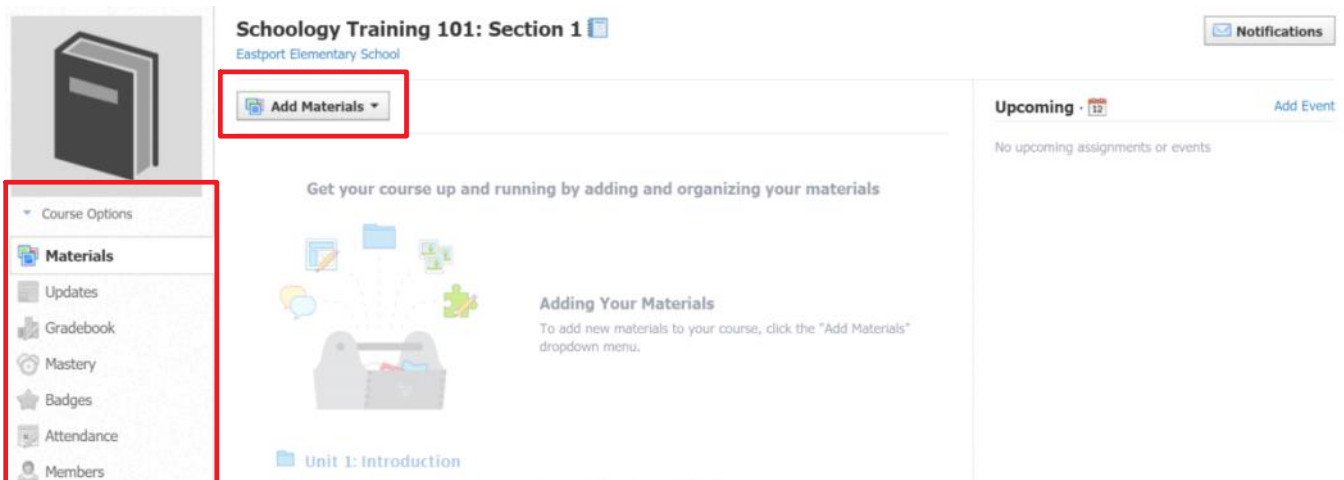 Schoology Training 101: Section 1
Eastport Elementary School
Notifications
Add Materials
Upcoming · 12
Add Event
No upcoming assignments or events
Get your course up and running by adding and organizing your materials
Course Options
Materials
Updates
Gradebook
Mastery
Badges
Attendance
Members
Adding Your Materials
To add new materials to your course, click the "Add Materials"
dropdown menu.
Unit 1: Introduction